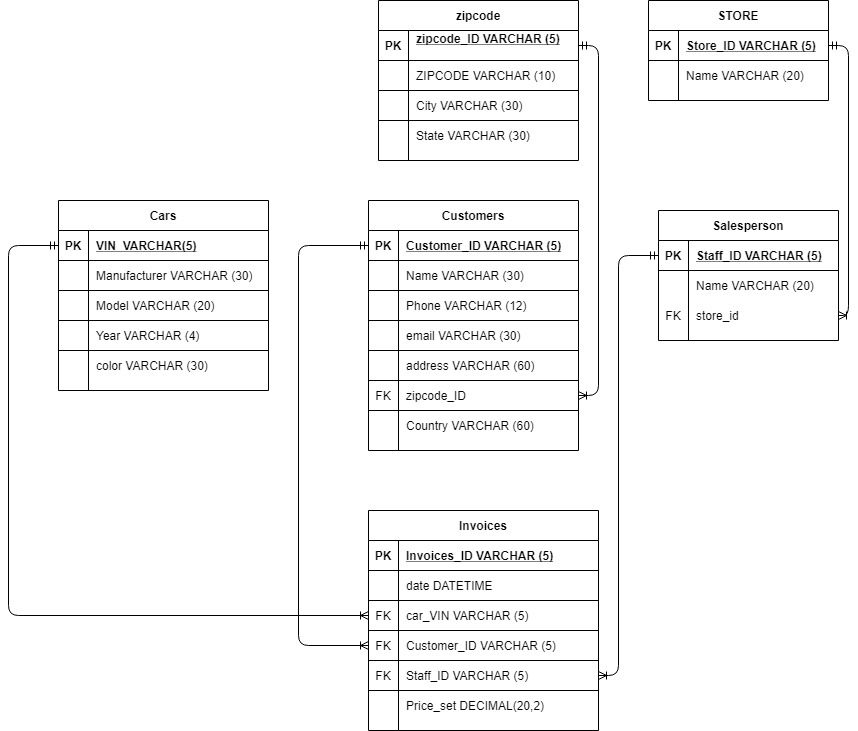 zipcode
PK zipcode_ID VARCHAR (5)
ZIPCODE VARCHAR (10)
City VARCHAR (30)
State VARCHAR (30)
STORE
PK Store_ID VARCHAR (5)
Name VARCHAR (20)
Cars
PK VIN_VARCHAR(5)
Manufacturer VARCHAR (30)
Model VARCHAR (20)
Year VARCHAR (4)
color VARCHAR (30)
Customers
PK Customer_ID VARCHAR (5)
Name VARCHAR (30)
Phone VARCHAR (12)
email VARCHAR (30)
address VARCHAR (60)
FK zipcode_ID
Country VARCHAR (60)
Salesperson
PK Staff_ID VARCHAR (5)
Name VARCHAR (20)
FK store_id
Invoices
PK Invoices_ID VARCHAR (5)
date DATETIME
FK car_VIN VARCHAR (5)
FK Customer_ID VARCHAR (5)
FK Staff_ID VARCHAR (5)
Price_set DECIMAL(20,2)